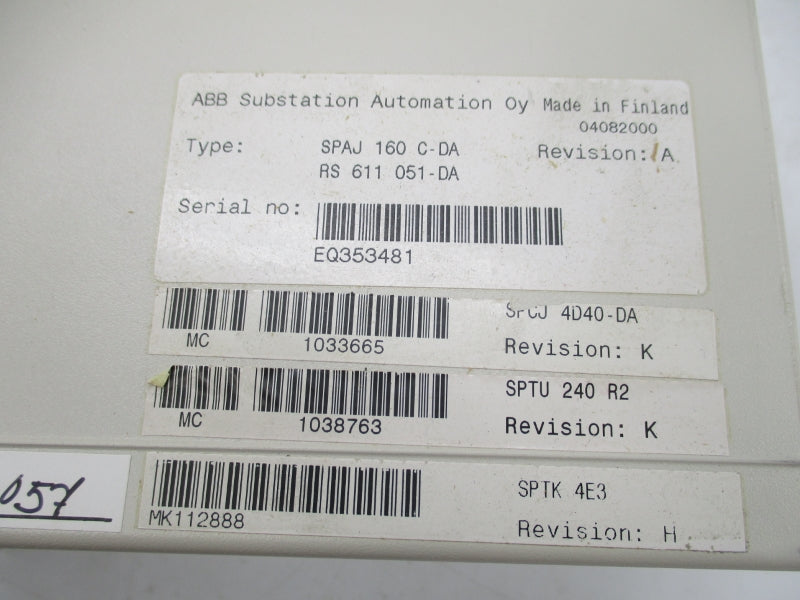 ABB Substation Automation Oy Made in Finland
04082000
Type: SPAJ 160 C-DA Revision: A
RS 611 051-DA
Serial no:
EQ353481
SPCJ 4D40-DA
MC 1033665 Revision: K
SPTU 240 R2
MC 1038763 Revision: K
057
SPTK 4E3
MK112888 Revision: H